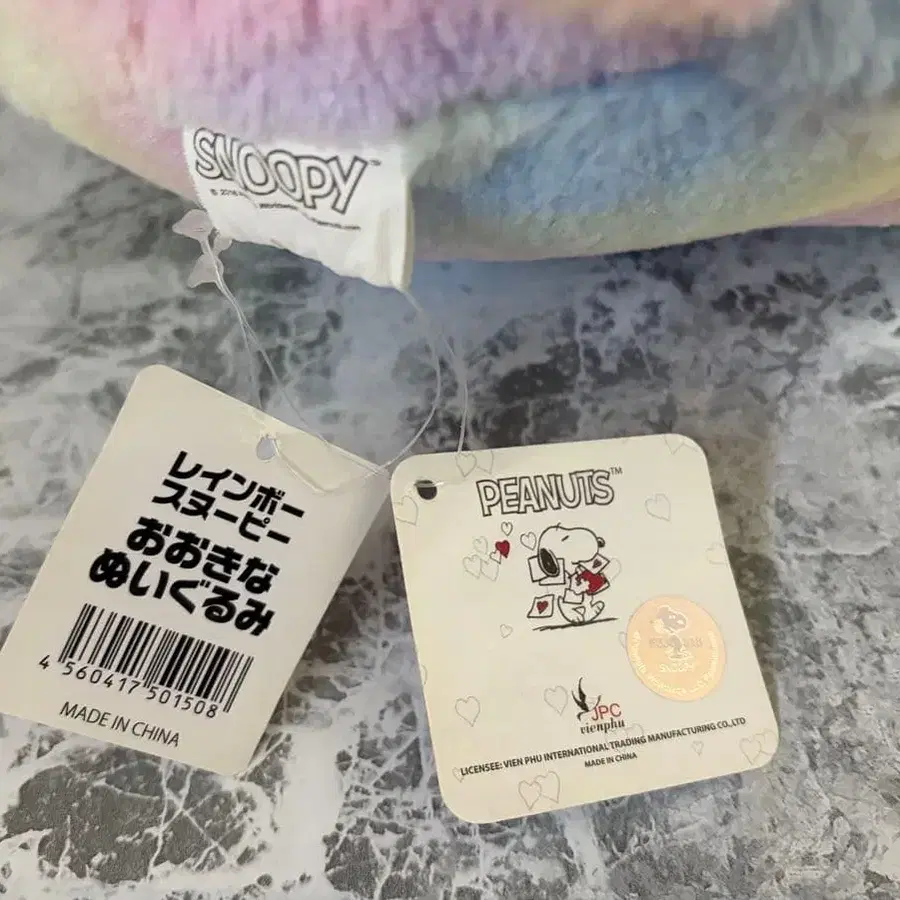 SNOOPY™
レインボー
スヌーピー
おおきな
ぬいぐるみ
4 560417 501508
MADE IN CHINA
PEANUTS™
JPC
vienphu
LICENSEE: VIEN PHU INTERNATIONAL TRADING MANUFACTURING CO.,LTD
MADE IN CHINA